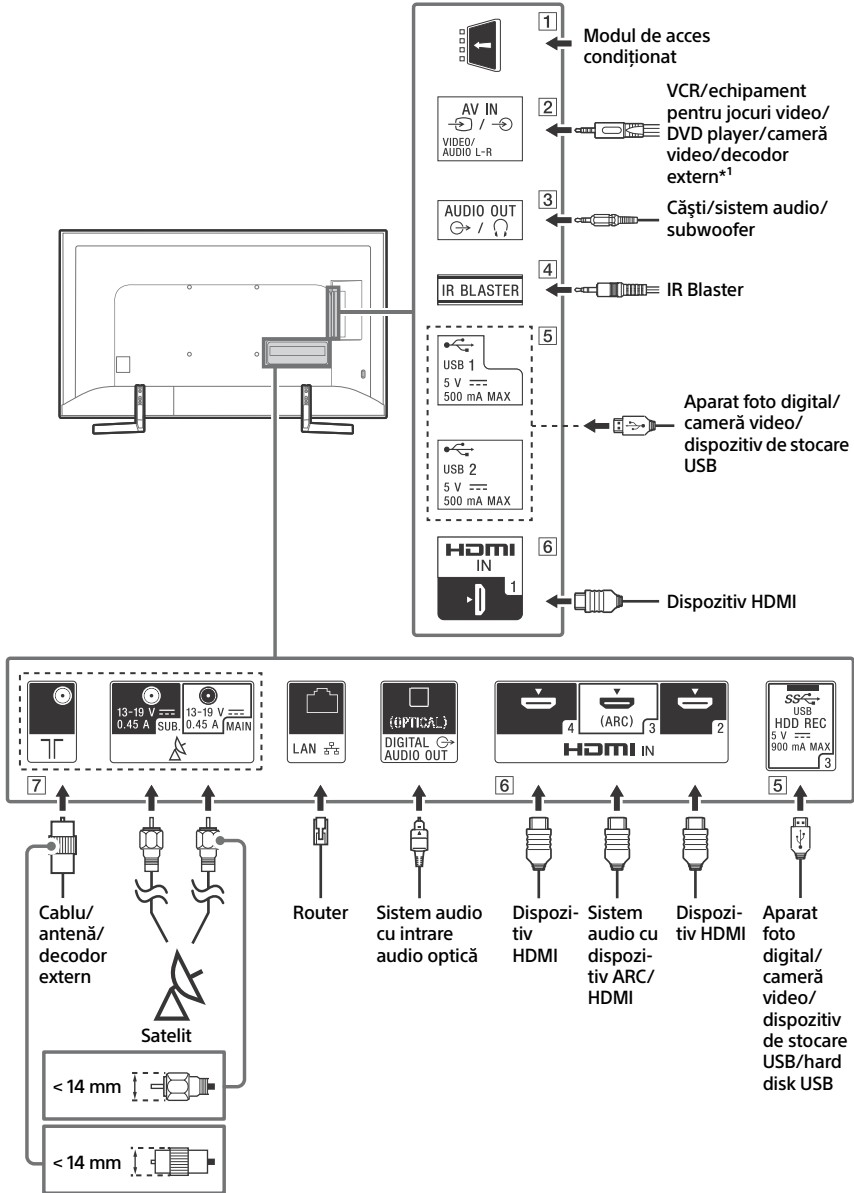 1
Modul de acces
condiționat
AV IN
/
VIDEO/
AUDIO L-R
2
VCR/echipament
pentru jocuri video/
DVD player/cameră
video/decodor
extern*1
AUDIO OUT
/
3
Căşti/sistem audio/
subwoofer
IR BLASTER
4
IR Blaster
5
USB 1
5 V
500 mA MAX
USB 2
5 V
500 mA MAX
Aparat foto digital/
cameră video/
dispozitiv de stocare
USB
HDMI
IN
1
6
Dispozitiv HDMI
13-19 V
0.45 A
SUB.
13-19 V
0.45 A
MAIN
LAN
(OPTICAL)
DIGITAL
AUDIO OUT
4
(ARC)
3
2
HDMI IN
SS
USB
HDD REC
5 V
900 mA MAX
3
7
6
5
Cablu/
antenă/
decodor
extern
Satelit
Router
Sistem audio
cu intrare
audio optică
Dispozi-
tiv
HDMI
Sistem
audio cu
dispozi-
tiv ARC/
HDMI
Dispozi-
tiv HDMI
Aparat
foto
digital/
cameră
video/
dispozitiv
de stocare
USB/hard
disk USB
< 14 mm
< 14 mm